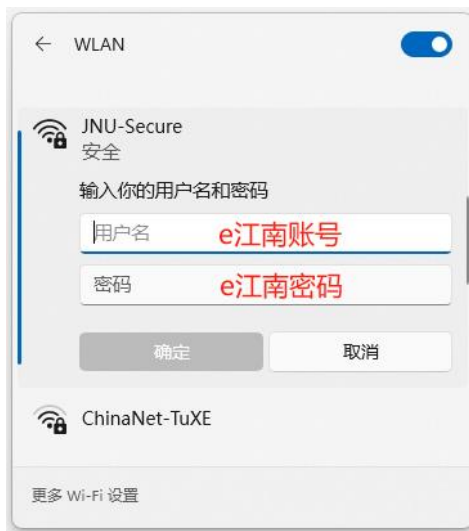 WLAN
JNU-Secure
安全
输入你的用户名和密码
用户名 e江南账号
密码 e江南密码
确定 取消
ChinaNet-TuXE
更多 Wi-Fi 设置